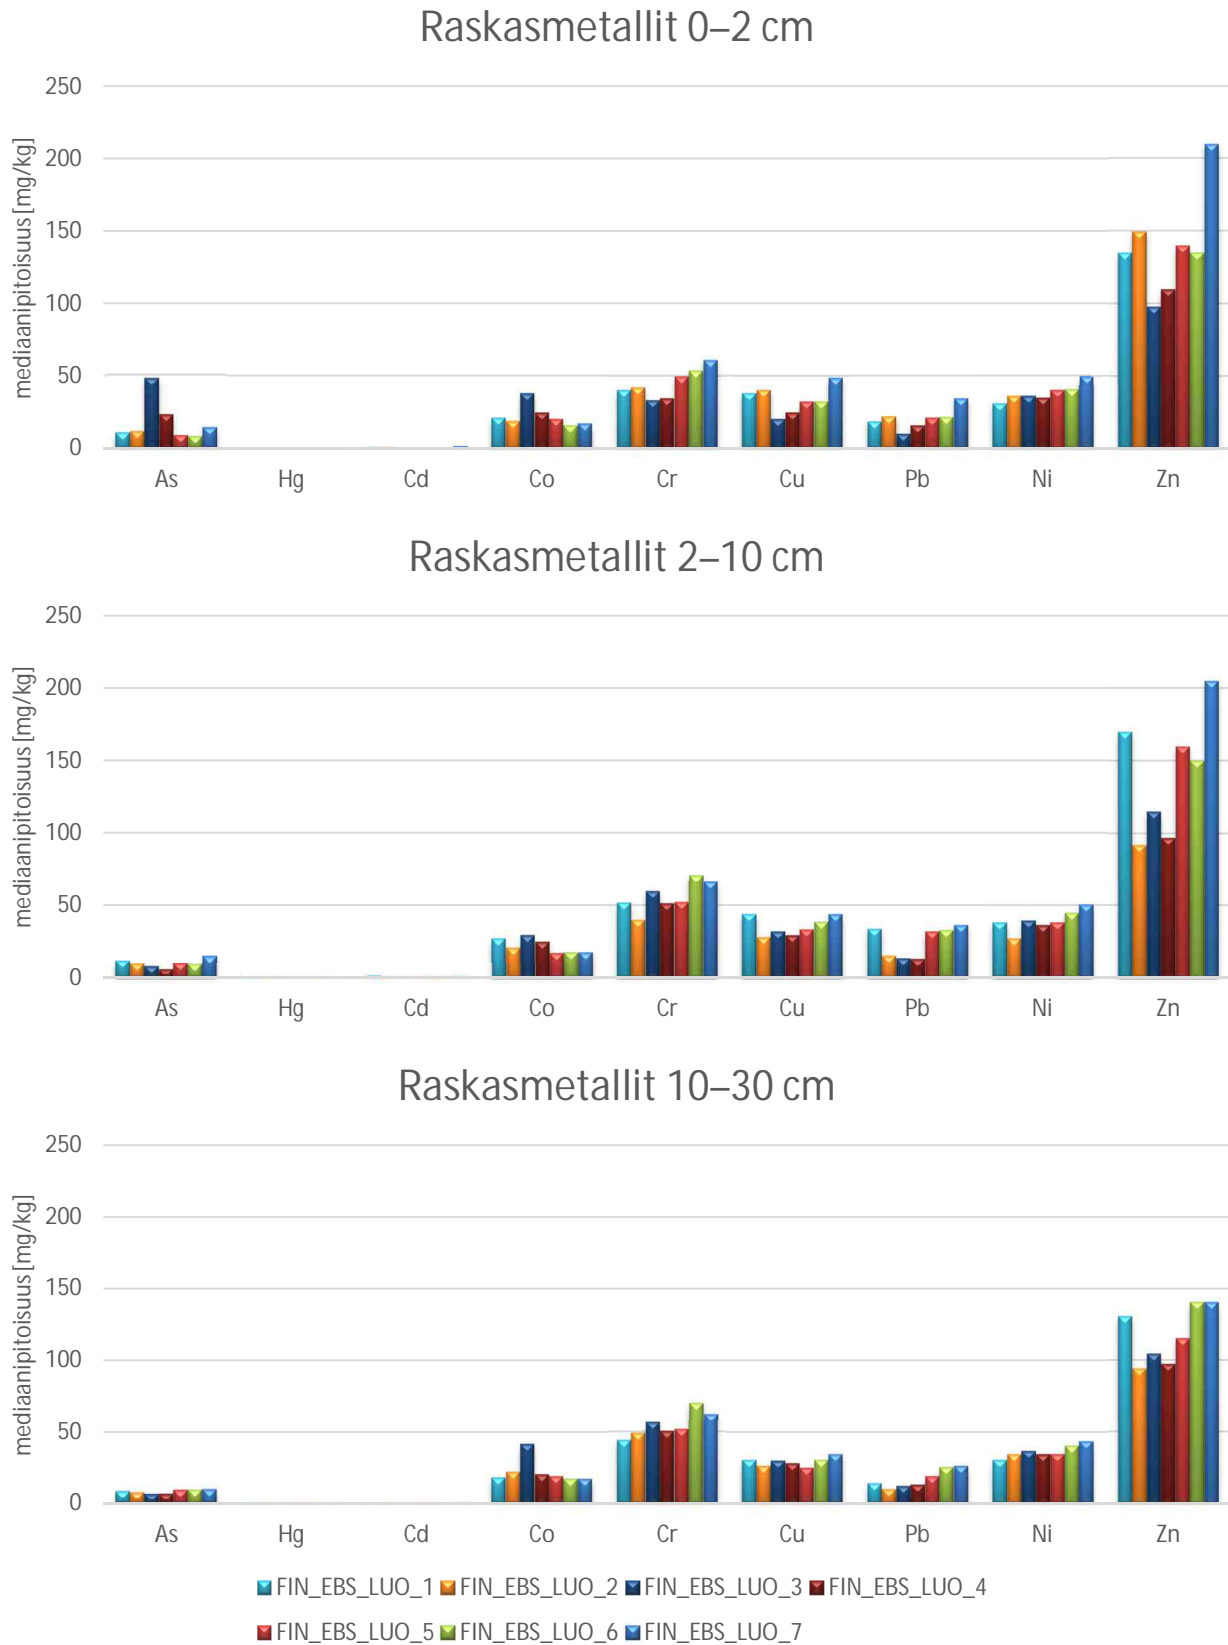 Raskasmetallit 0–2 cm
mediaanipitoisuus [mg/kg]
250
200
150
100
50
0
As Hg Cd Co Cr Cu Pb Ni Zn
Raskasmetallit 2–10 cm
mediaanipitoisuus [mg/kg]
250
200
150
100
50
0
As Hg Cd Co Cr Cu Pb Ni Zn
Raskasmetallit 10–30 cm
mediaanipitoisuus [mg/kg]
250
200
150
100
50
0
As Hg Cd Co Cr Cu Pb Ni Zn
FIN_EBS_LUO_1 FIN_EBS_LUO_2 FIN_EBS_LUO_3 FIN_EBS_LUO_4
FIN_EBS_LUO_5 FIN_EBS_LUO_6 FIN_EBS_LUO_7